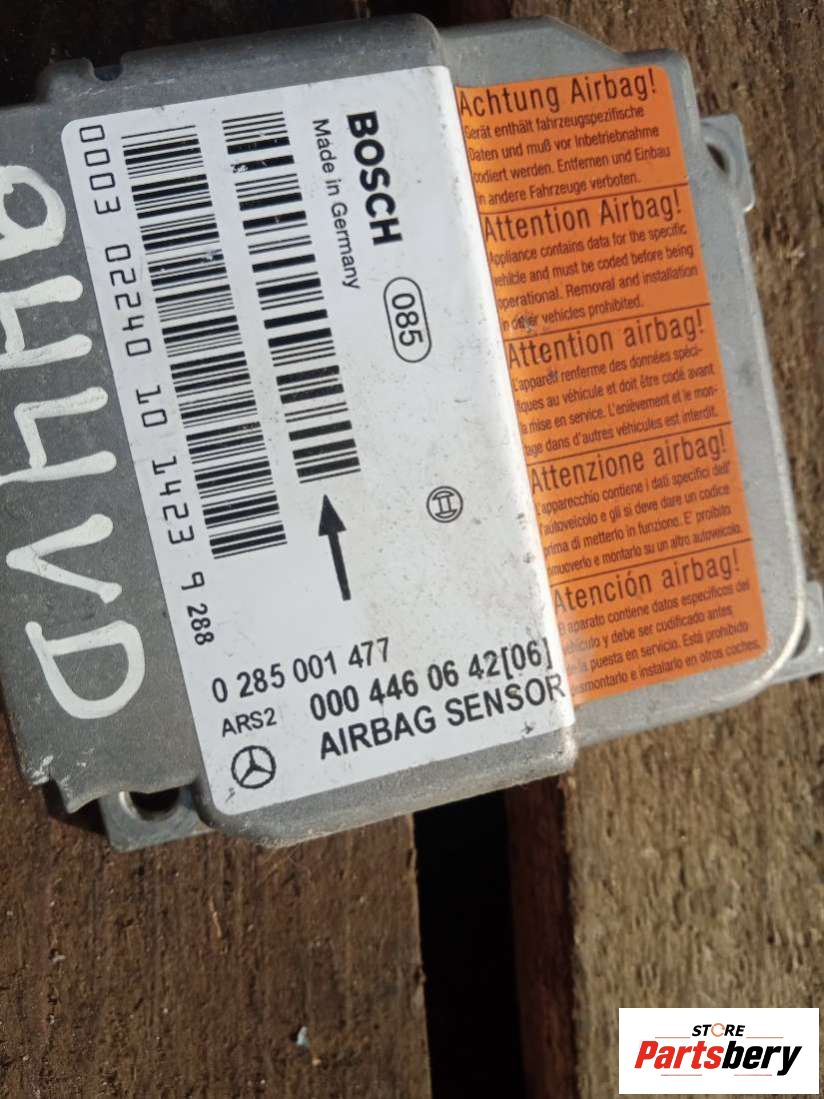 944VD
0003 02240 10 1423 9 288
BOSCH
Made in Germany
085
0 285 001 477
ARS2 000 446 06 42[06]
AIRBAG SENSOR
Achtung Airbag!
Gerät enthält fahrzeugspezifische
Daten und muß vor Inbetriebnahme
codiert werden. Entfernen und Einbau
in andere Fahrzeuge verboten.
Attention Airbag!
Appliance contains data for the specific
vehicle and must be coded before being
operational. Removal and installation
in other vehicles prohibited.
Attention airbag!
L'appareil renferme des données spéci-
fiques au véhicule et doit être codé avant
la mise en service. L'enièvement et le mon-
tage dans d'autres véhicules est interdit.
Attenzione airbag!
L'apparecchio contiene i dati specifici dell'
autoveicolo e gli si deve dare un codice
prima di metterlo in funzione. E' proibito
rmuoverlo e montarlo su un altro autoveicolo.
Atención airbag!
El aparato contiene datos especificos del
vehiculo y debe ser cudificado antes
de la puesta en servicio. Está prohibido
desmontarlo e instalarlo en otros coches.
STORE
Partsbery